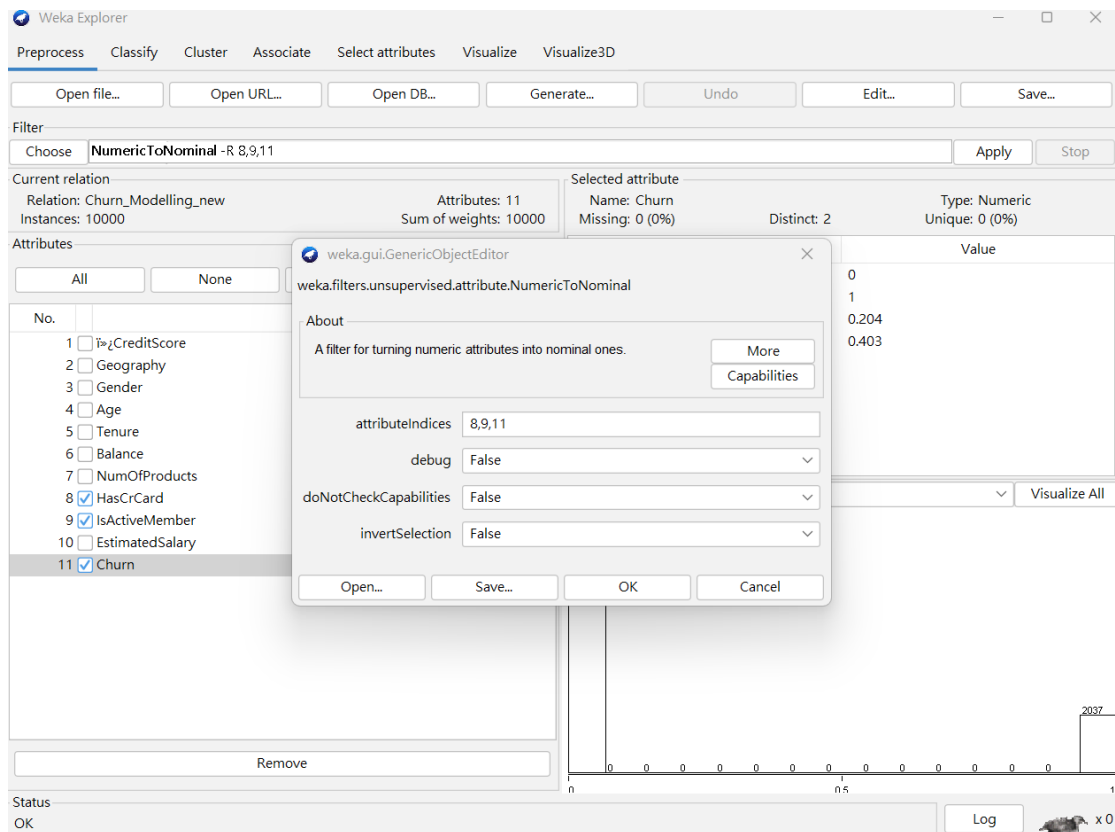 Weka Explorer
Preprocess Classify Cluster Associate Select attributes Visualize Visualize3D
Open file... Open URL... Open DB... Generate... Undo Edit... Save...
Filter
Choose NumericToNominal -R 8,9,11 Apply Stop
Current relation
Relation: Churn_Modelling_new Attributes: 11
Instances: 10000 Sum of weights: 10000
Selected attribute
Name: Churn Type: Numeric
Missing: 0 (0%) Distinct: 2 Unique: 0 (0%)
Attributes
All None
No.
1 ï»¿CreditScore
2 Geography
3 Gender
4 Age
5 Tenure
6 Balance
7 NumOfProducts
8 HasCrCard
9 IsActiveMember
10 EstimatedSalary
11 Churn
Remove
weka.gui.GenericObjectEditor
weka.filters.unsupervised.attribute.NumericToNominal
About
A filter for turning numeric attributes into nominal ones.
More
Capabilities
attributeIndices 8,9,11
debug False
doNotCheckCapabilities False
invertSelection False
Open... Save... OK Cancel
Value
0
1
0.204
0.403
Visualize All
2037
0 0 0 0 0 0 0 0 0 0 0 0 0
0 0.5 1
Status
OK
Log x 0